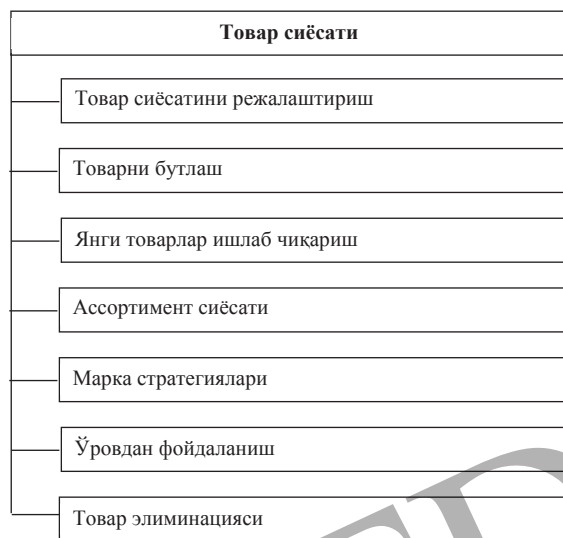 Товар сиёсати
Товар сиёсатини режалаштириш
Товарни бутлаш
Янги товарлар ишлаб чиқариш
Ассортимент сиёсати
Марка стратегиялари
Ўровдан фойдаланиш
Товар элиминацияси